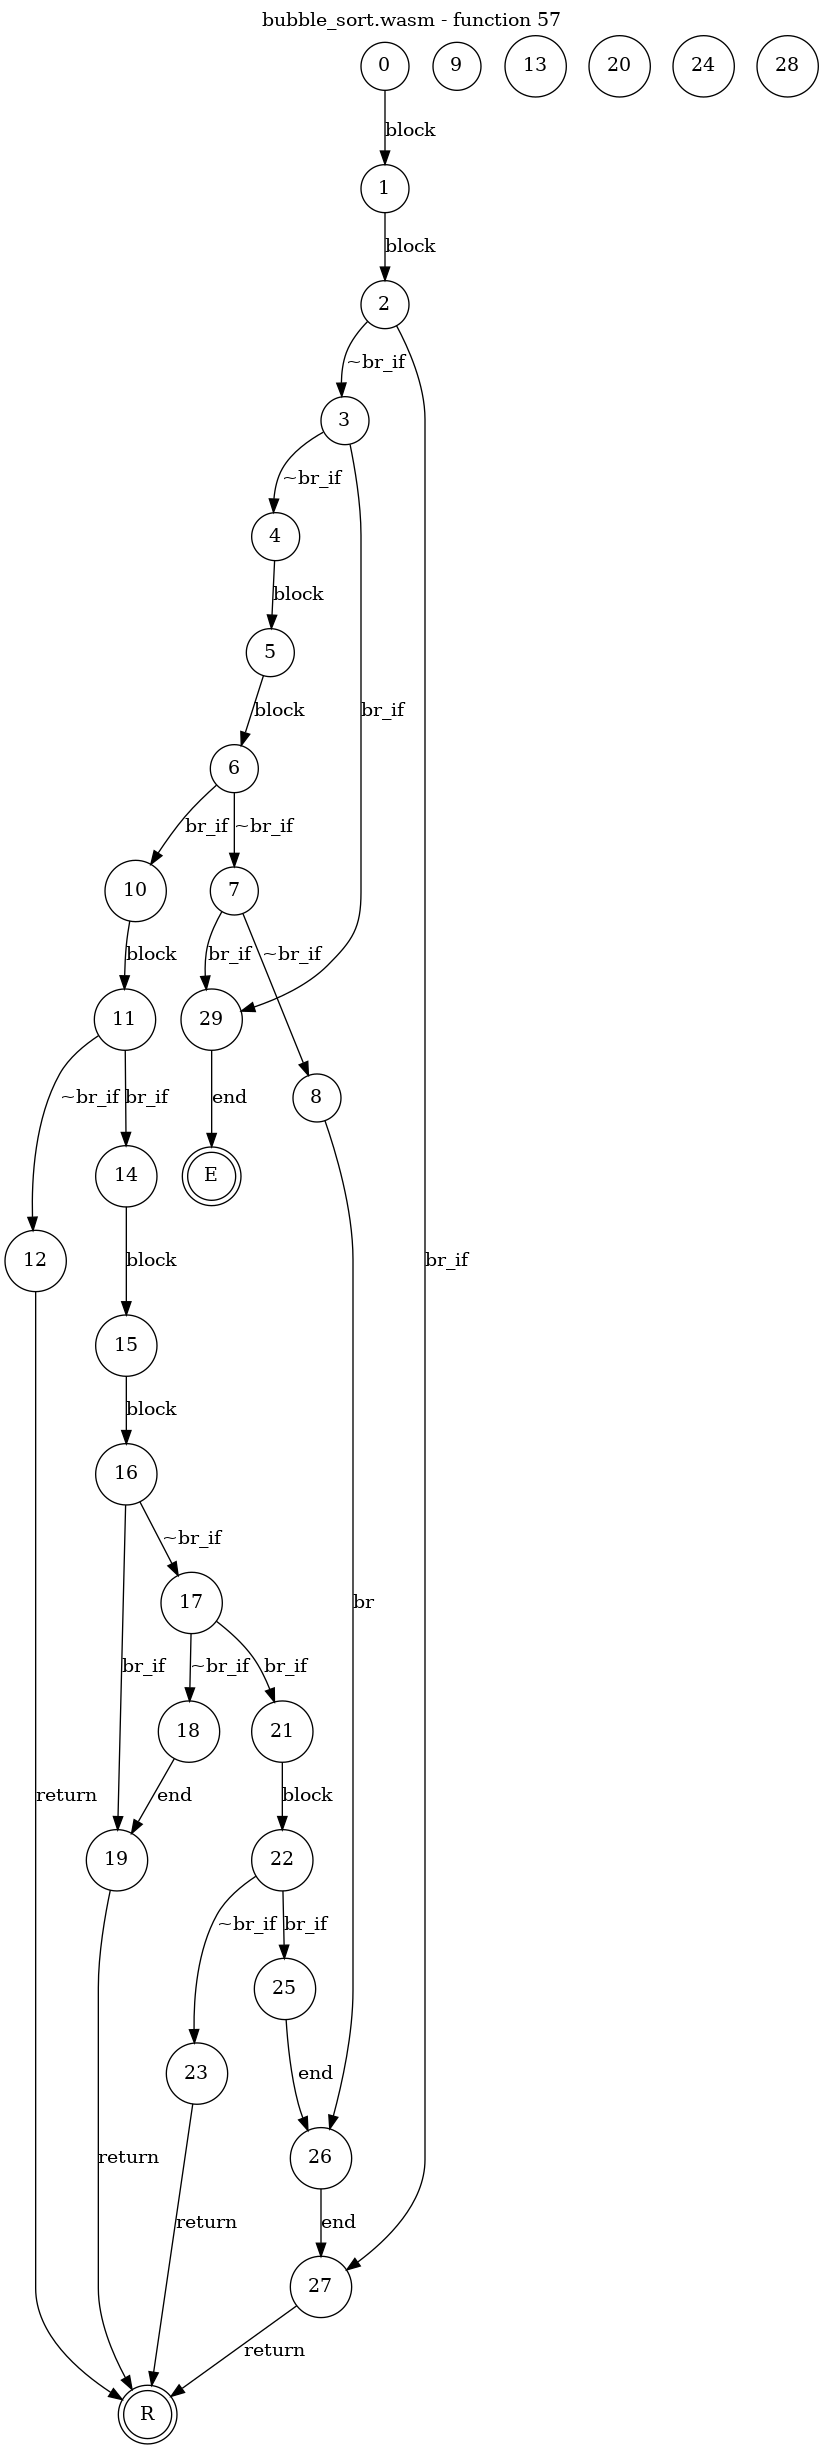 bubble_sort.wasm - function 57
0 9 13 20 24 28
block
1
block
2
~br_if
3
~br_if
4
block
5
block br_if
6
br_if ~br_if
10 7
block br_if ~br_if
11 29
~br_if br_if end 8
14 E
12 block br_if
15
block
16
~br_if
17 br
br_if ~br_if br_if
18 21
return end block
19 22
~br_if br_if
25
23 end
return 26
return end
27
return
R